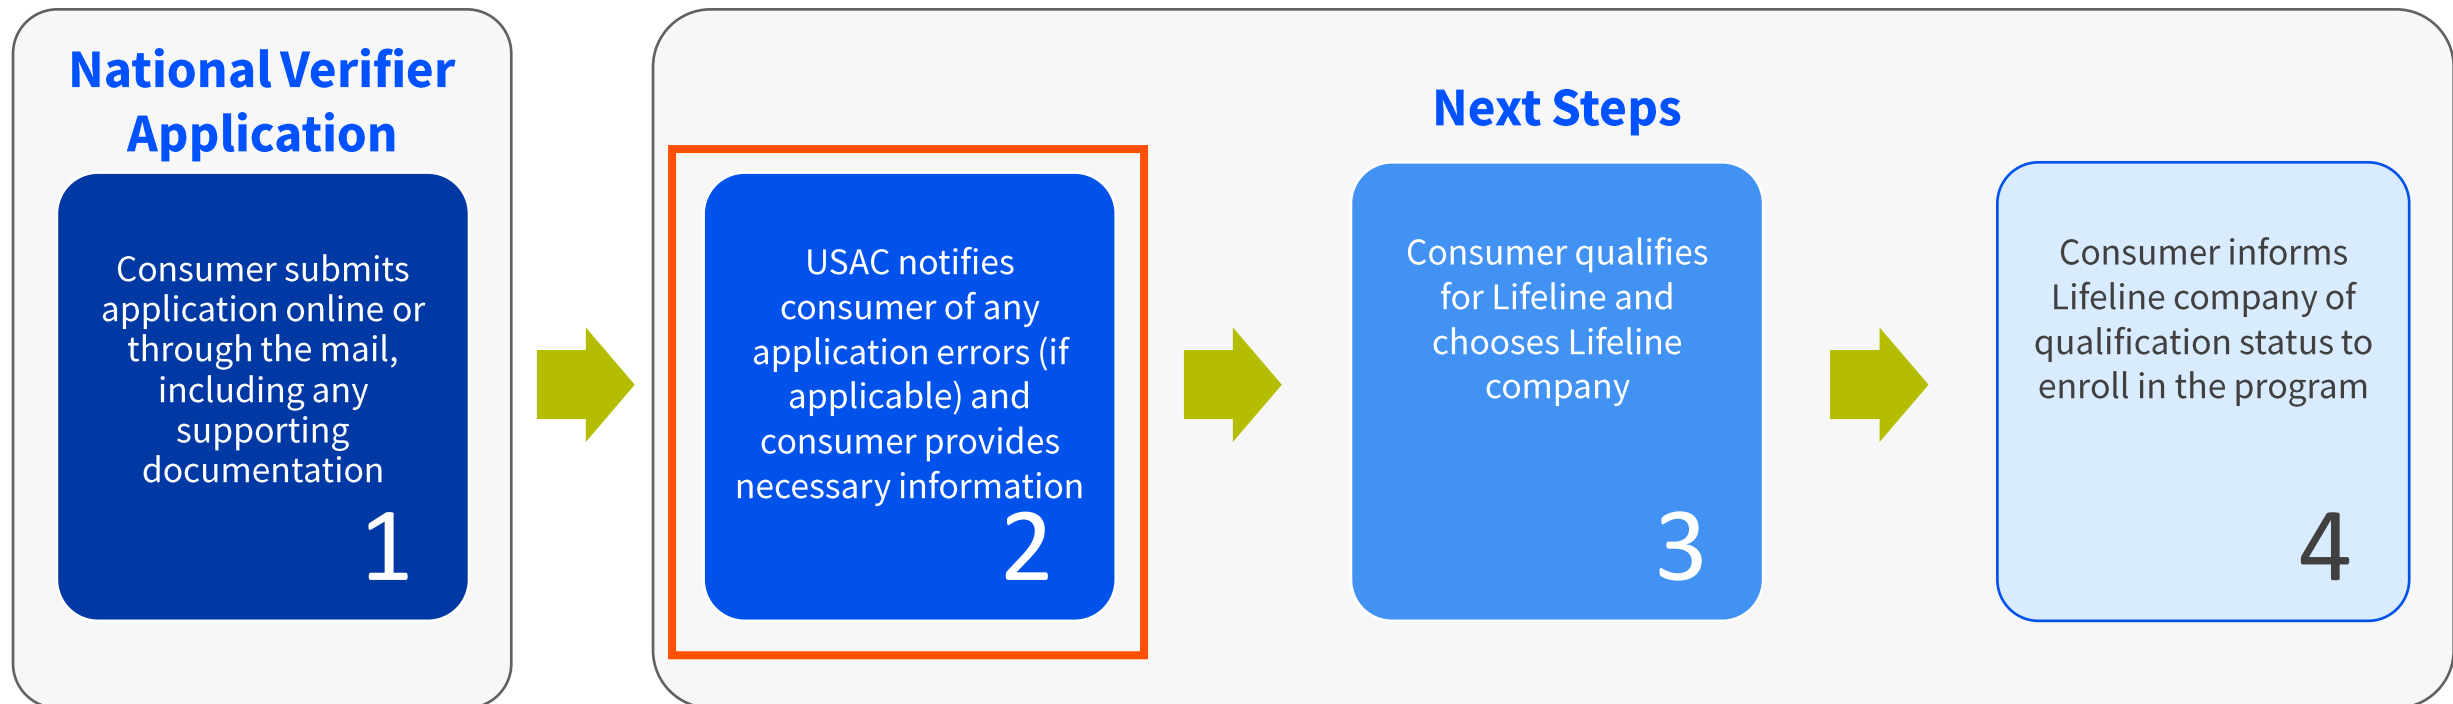 National Verifier
Application
Consumer submits
application online or
through the mail,
including any
supporting
documentation
1
Next Steps
USAC notifies
consumer of any
application errors (if
applicable) and
consumer provides
necessary information
2
Consumer qualifies
for Lifeline and
chooses Lifeline
company
3
Consumer informs
Lifeline company of
qualification status to
enroll in the program
4